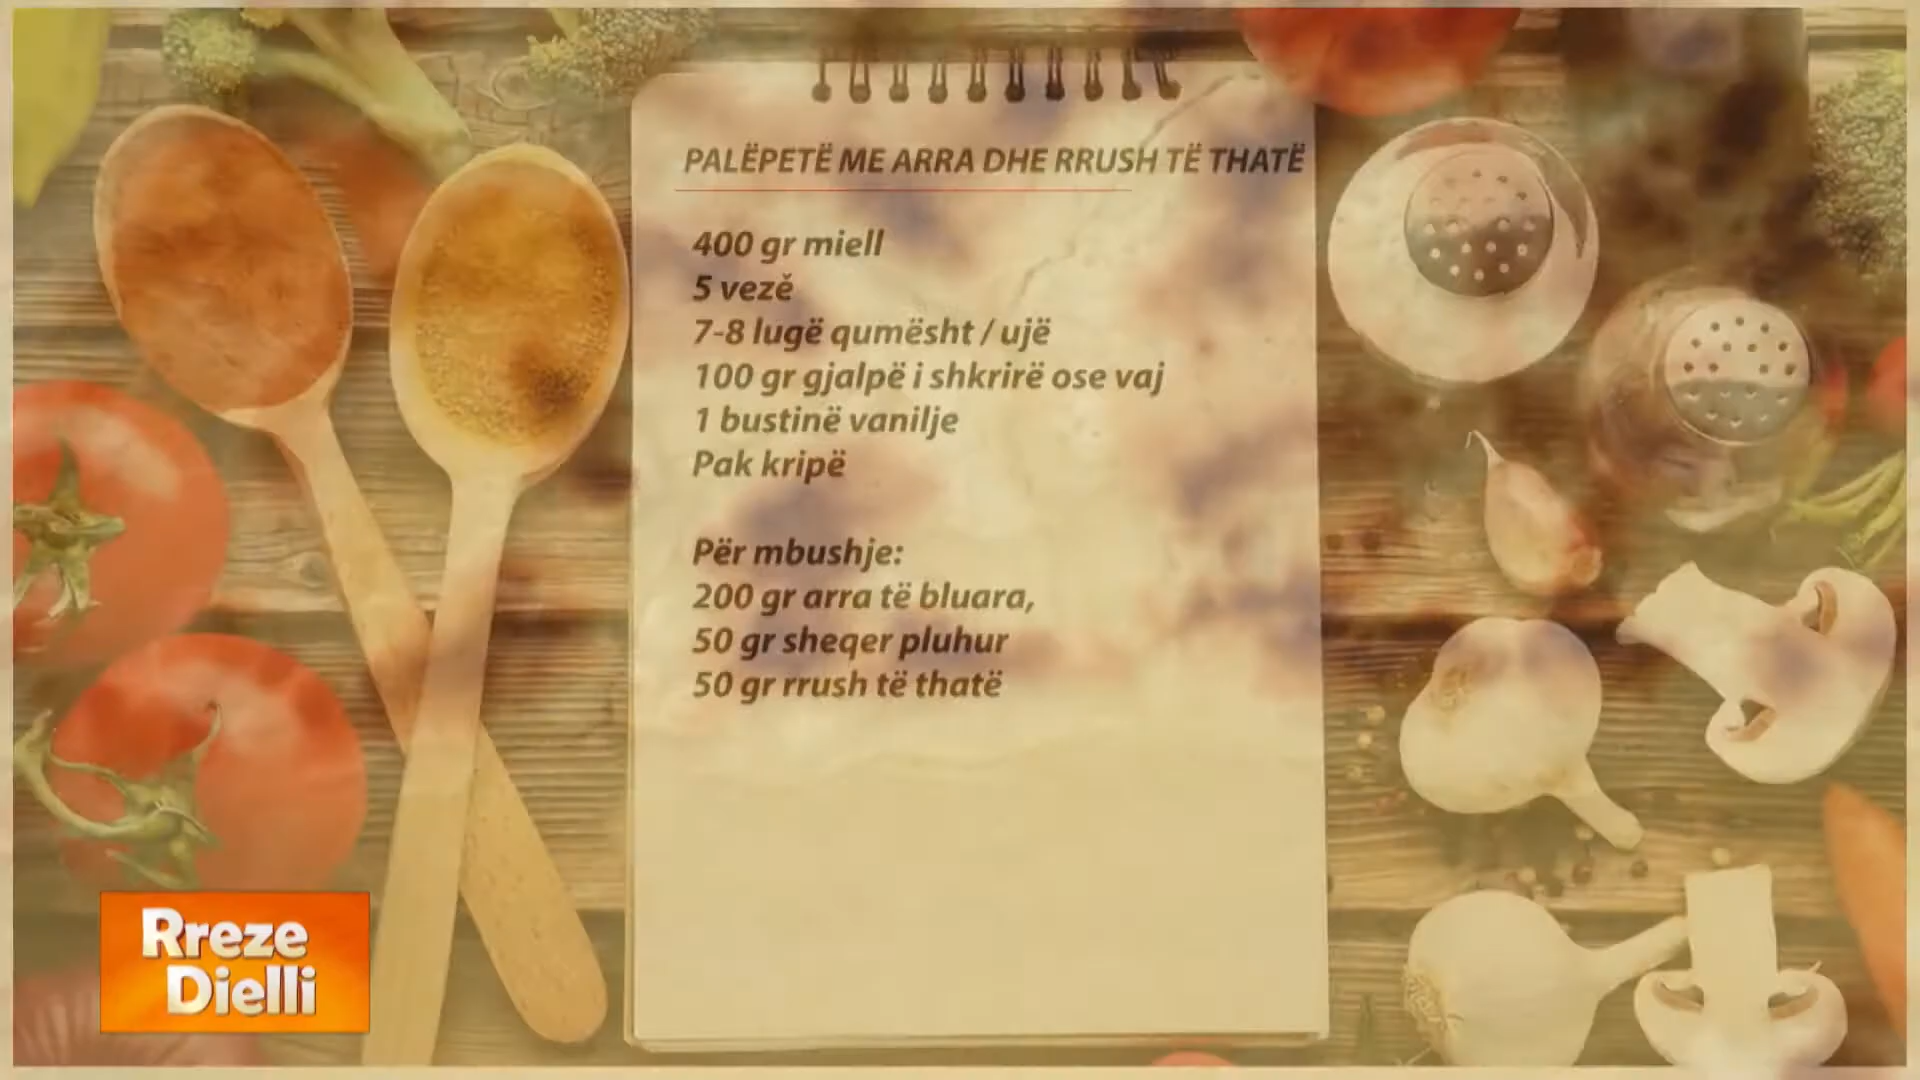 PALËPETË ME ARRA DHE RRUSH TË THATË
400 gr miell
5 vezě
7-8 lugë qumësht / ujë
100 gr gjalpë i shkrirë ose vaj
1 bustinë vanilje
Pak kripë
Për mbushje:
200 gr arra të bluara,
50 gr sheqer pluhur
50 gr rrush të thatë
Rreze
Dielli